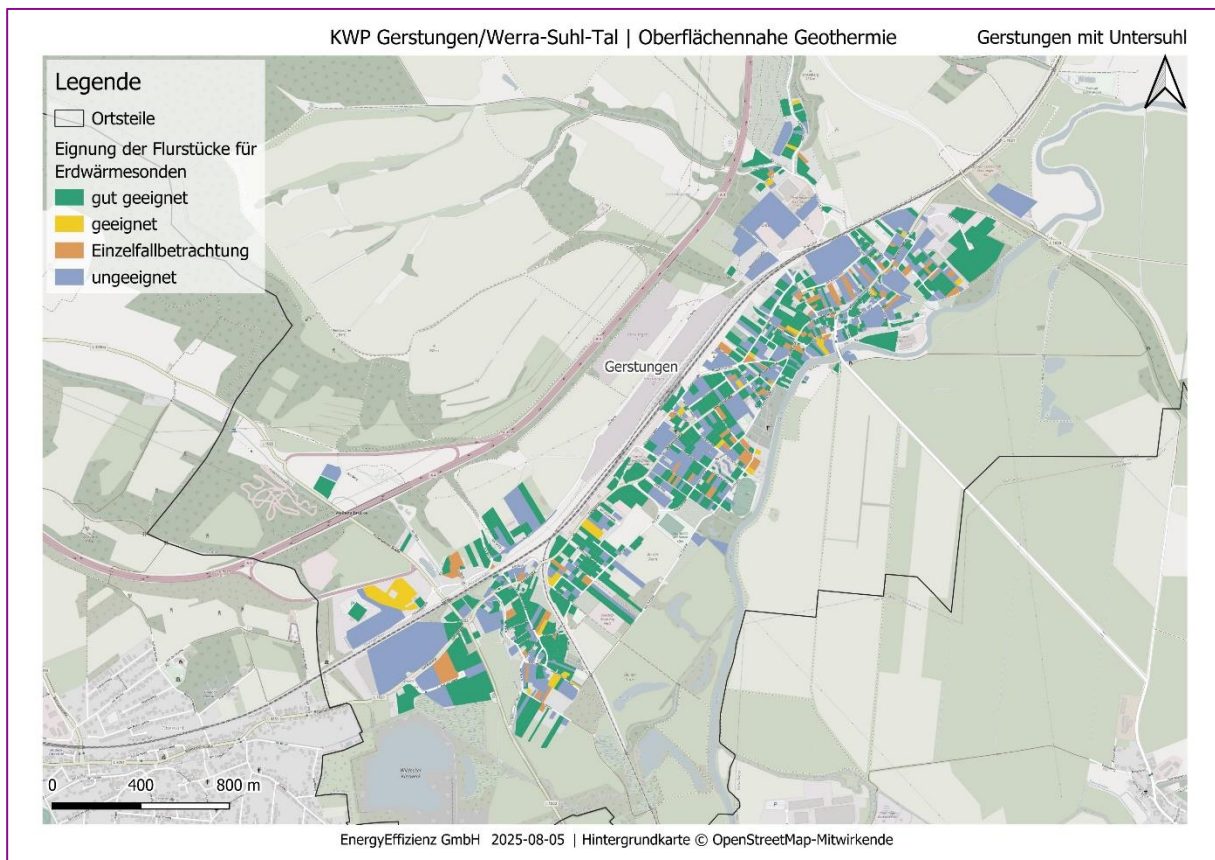 KWP Gerstungen/Werra-Suhl-Tal | Oberflächennahe Geothermie
Gerstungen mit Untersuhl
Legende
Ortsteile
Eignung der Flurstücke für
Erdwärmesonden
gut geeignet
geeignet
Einzelfallbetrachtung
ungeeignet
Gerstungen
0 400 800 m
EnergyEffizienz GmbH 2025-08-05 | Hintergrundkarte © OpenStreetMap-Mitwirkende